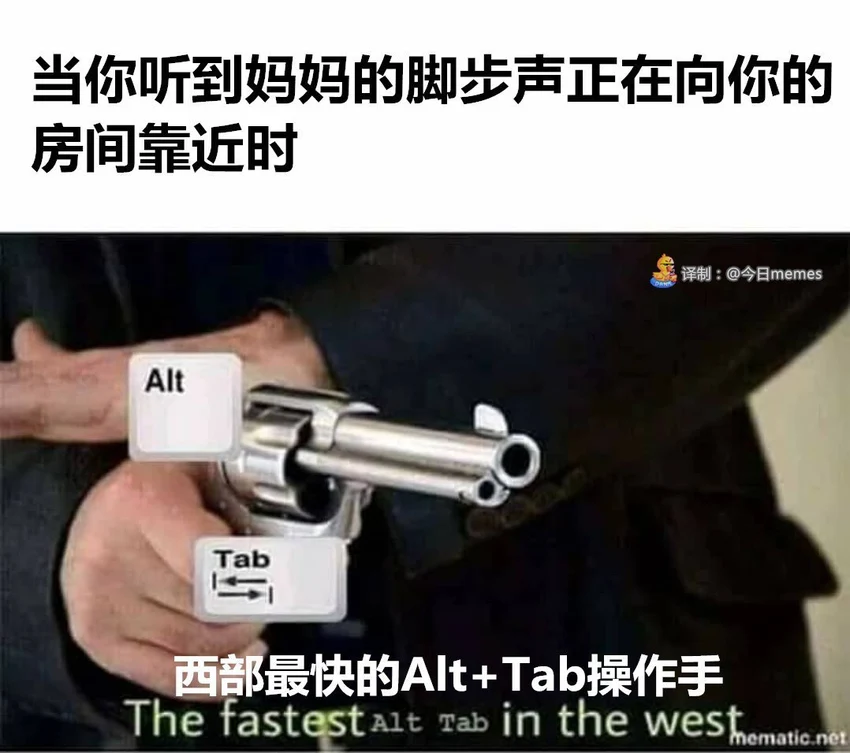 当你听到妈妈的脚步声正在向你的
房间靠近时
译制：@今日memes
Alt
Tab
西部最快的Alt+Tab操作手
The fastest Alt Tab in the west
mematic.net